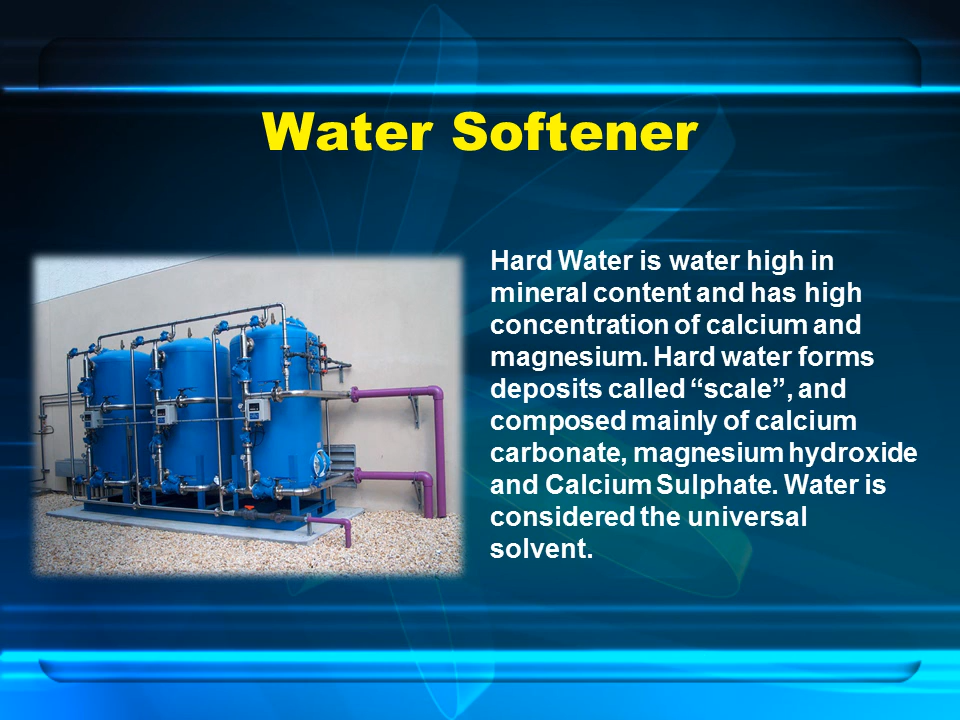 Water Softener
Hard Water is water high in
mineral content and has high
concentration of calcium and
magnesium. Hard water forms
deposits called “scale”, and
composed mainly of calcium
carbonate, magnesium hydroxide
and Calcium Sulphate. Water is
considered the universal
solvent.